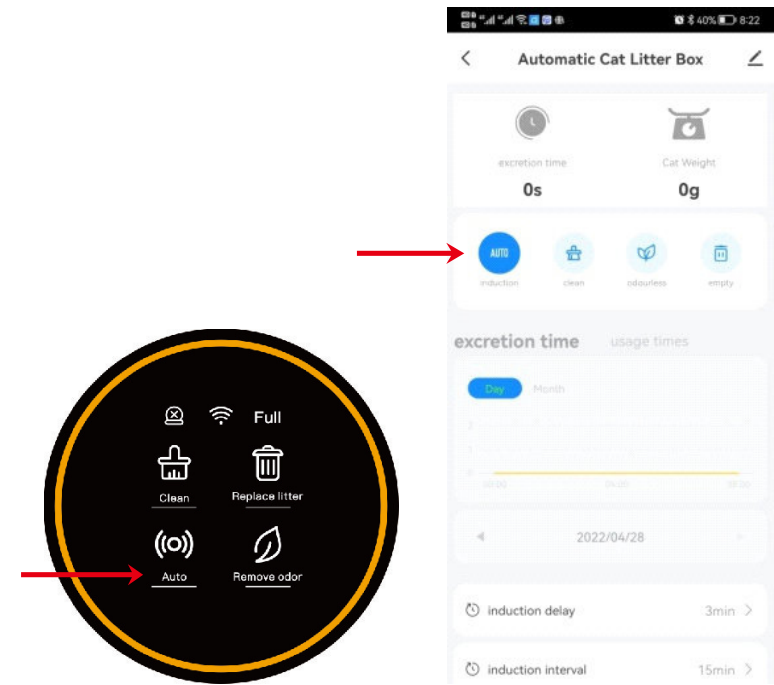 40% 8:22
Automatic Cat Litter Box
excretion time Cat Weight
0s 0g
AUTO
induction clean odourless empty
excretion time usage times
Day Month
2022/04/28
induction delay 3min
induction interval 15min
Full
Clean Replace litter
Auto Remove odor